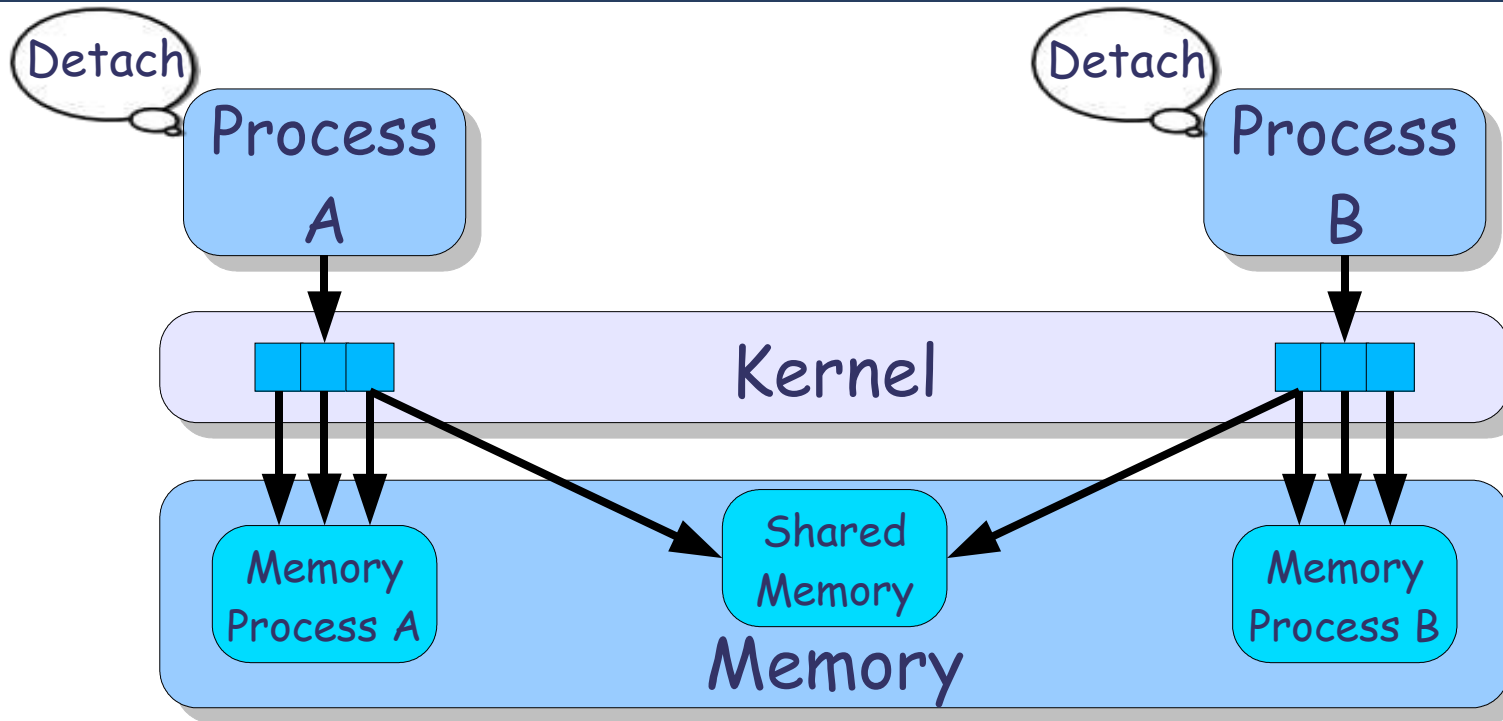 Detach
Detach
Process
A
Process
B
Kernel
Shared
Memory
Memory
Process A
Memory
Process B
Memory